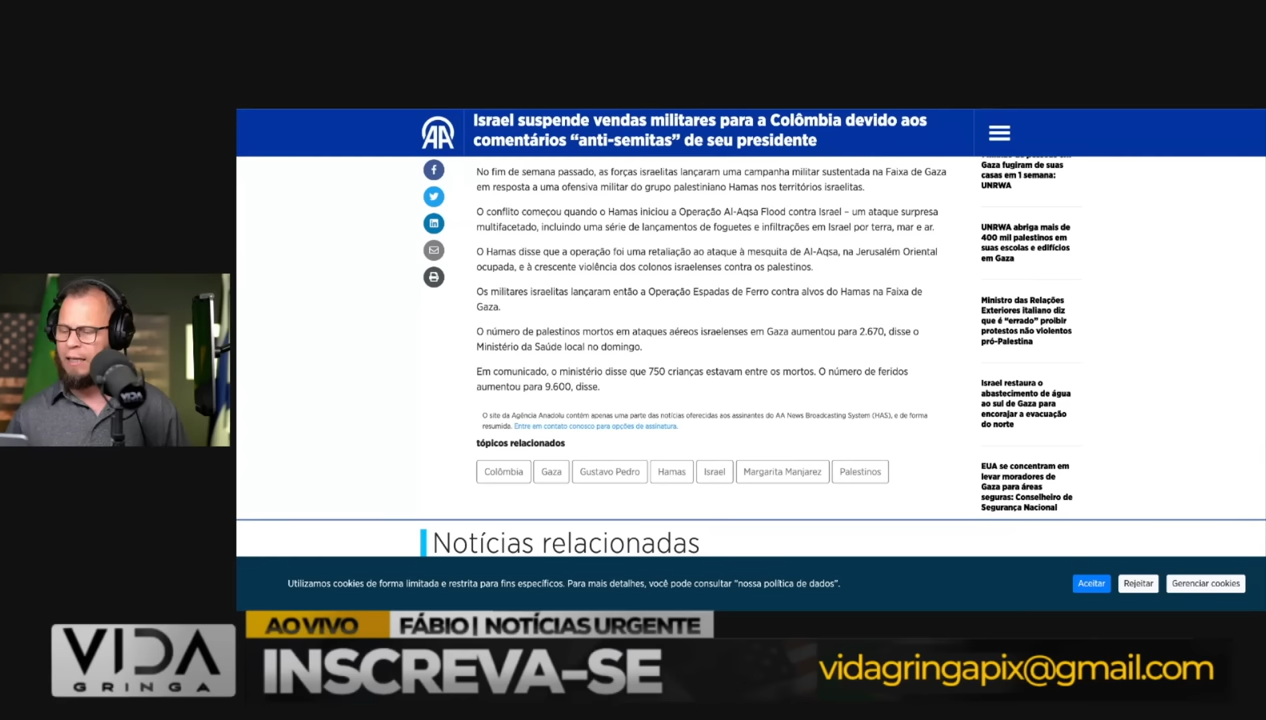 Israel suspende vendas militares para a Colômbia devido aos
comentários “anti-semitas” de seu presidente
AA
No fim de semana passado, as forças israelitas lançaram uma campanha militar sustentada na Faixa de Gaza
em resposta a uma ofensiva militar do grupo palestiniano Hamas nos territórios israelitas.
O conflito começou quando o Hamas iniciou a Operação Al-Aqsa Flood contra Israel – um ataque surpresa
multifacetado, incluindo uma série de lançamentos de foguetes e infiltrações em Israel por terra, mar e ar.
O Hamas disse que a operação foi uma retaliação ao ataque à mesquita de Al-Aqsa, na Jerusalém Oriental
ocupada, e à crescente violência dos colonos israelenses contra os palestinos.
Os militares israelitas lançaram então a Operação Espadas de Ferro contra alvos do Hamas na Faixa de
Gaza.
O número de palestinos mortos em ataques aéreos israelenses em Gaza aumentou para 2.670, disse o
Ministério da Saúde local no domingo.
Em comunicado, o ministério disse que 750 crianças estavam entre os mortos. O número de feridos
aumentou para 9.600, disse.
O site da Agência Anadolu contém apenas uma parte das notícias oferecidas aos assinantes do AA News Broadcasting System (HAS), e de forma
resumida. Entre em contato conosco para opções de assinatura.
tópicos relacionados
Colômbia
Gaza
Gustavo Pedro
Hamas
Israel
Margarita Manjarez
Palestinos
Gaza fugiram de suas
casas em 1 semana:
UNRWA
UNRWA abriga mais de
400 mil palestinos em
suas escolas e edifícios
em Gaza
Ministro das Relações
Exteriores italiano diz
que é “errado” proibir
protestos não violentos
pró-Palestina
Israel restaura o
abastecimento de água
ao sul de Gaza para
encorajar a evacuação
do norte
EUA se concentram em
levar moradores de
Gaza para áreas
seguras: Conselheiro de
Segurança Nacional
Notícias relacionadas
Utilizamos cookies de forma limitada e restrita para fins específicos. Para mais detalhes, você pode consultar "nossa política de dados".
Aceitar
Rejeitar
Gerenciar cookies
AO VIVO
FÁBIO | NOTÍCIAS URGENTE
VIDA
GRINGA
INSCREVA-SE
vidagringapix@gmail.com